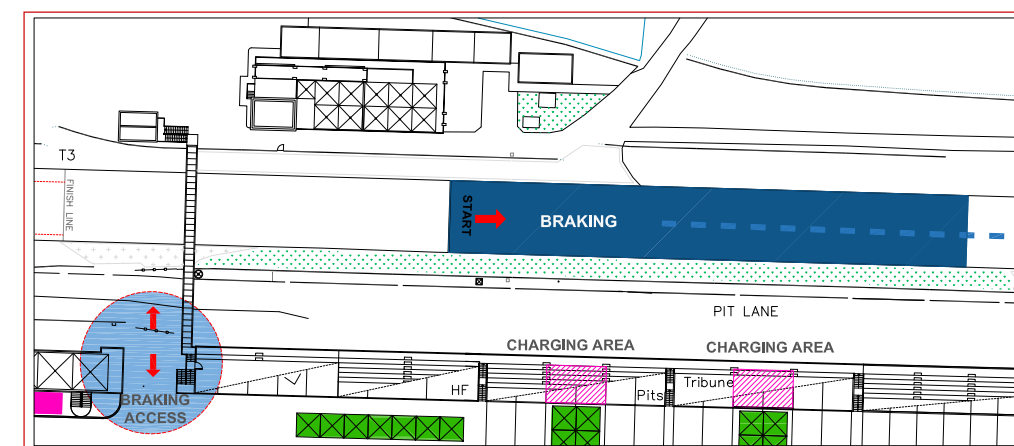 T3
FINISH LINE
START
BRAKING
PIT LANE
CHARGING AREA
CHARGING AREA
HF
Pits
Tribune
BRAKING
ACCESS